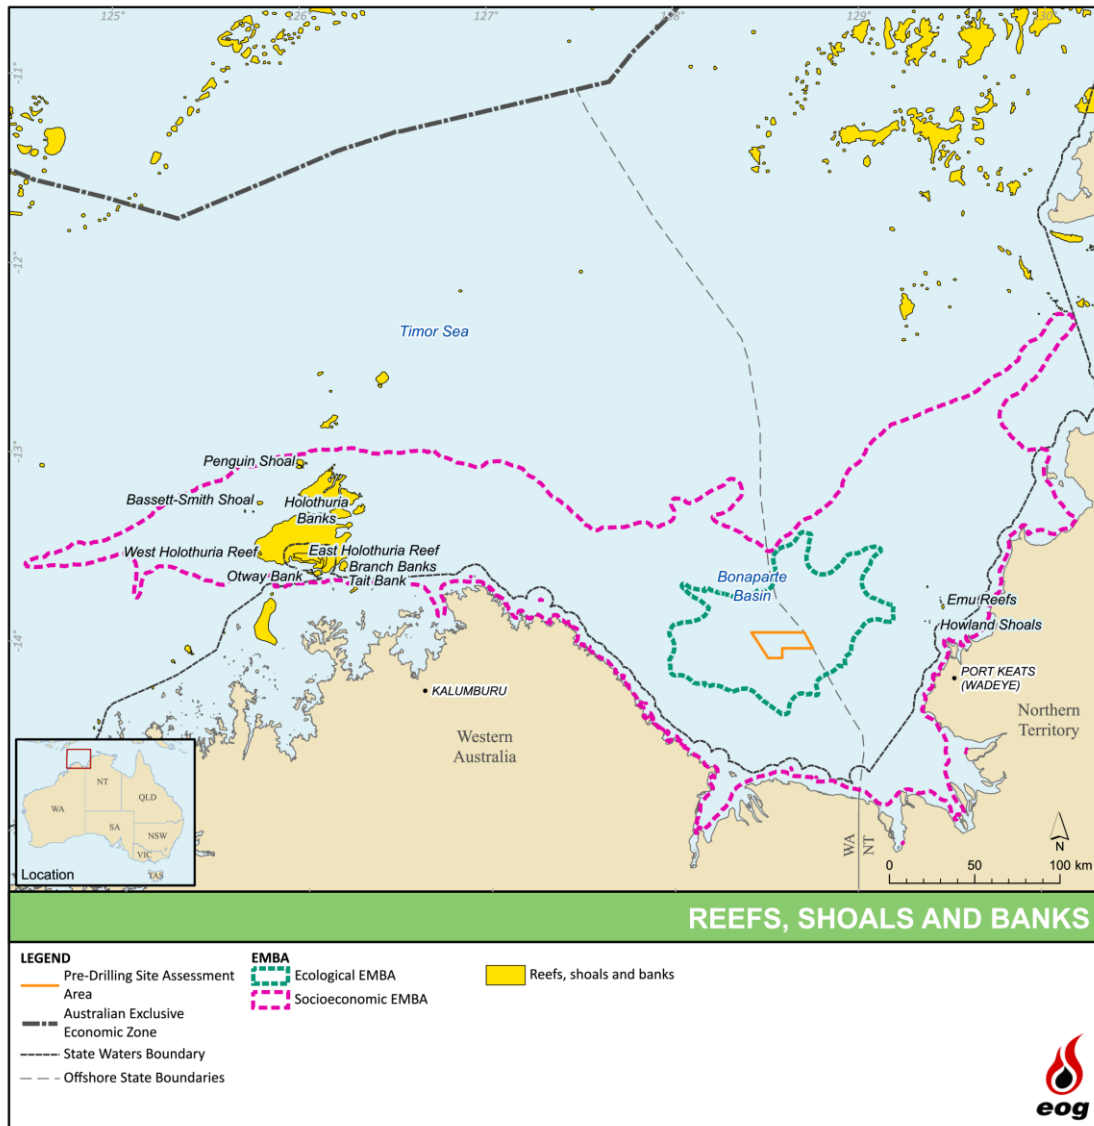 125° 126° 127° 128° 129° 130°
-11°
-12°
Timor Sea
-13°
Penguin Shoal
Bassett-Smith Shoal
Holothuria
Banks
West Holothuria Reef
East Holothuria Reef
Branch Banks
Otway Bank
Tait Bank
Bonaparte
Basin
Emu Reefs
Howland Shoals
-14°
KALUMBURU
PORT KEATS
(WADEYE)
Western
Australia
Northern
Territory
WA
NT
QLD
SA
NSW
VIC
TAS
Location
WA
NT
N
0 50 100 km
REEFS, SHOALS AND BANKS
LEGEND
Pre-Drilling Site Assessment
Area
Australian Exclusive
Economic Zone
State Waters Boundary
Offshore State Boundaries
EMBA
Ecological EMBA
Socioeconomic EMBA
Reefs, shoals and banks
eog